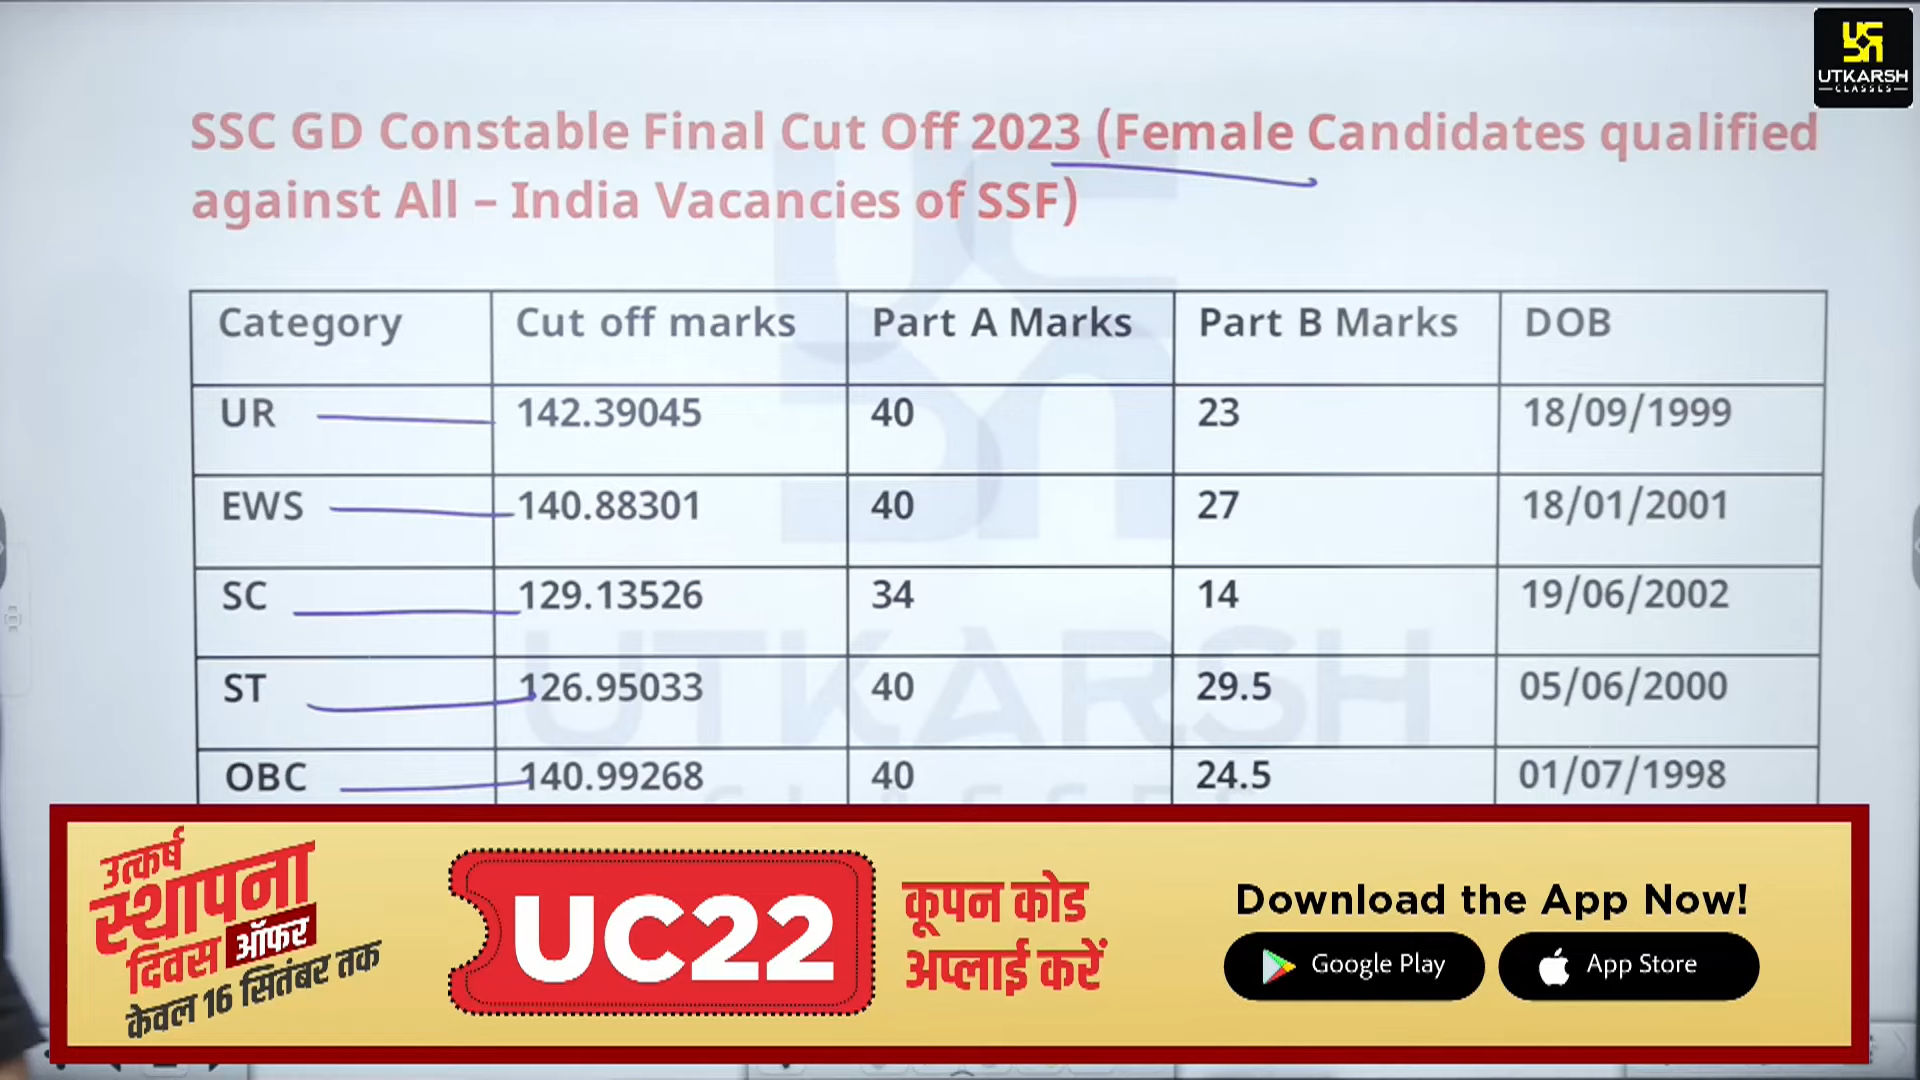 UTKARSH
CLASSES
SSC GD Constable Final Cut Off 2023 (Female Candidates qualified
against All – India Vacancies of SSF)
Category Cut off marks Part A Marks Part B Marks DOB
UR 142.39045 40 23 18/09/1999
EWS 140.88301 40 27 18/01/2001
SC 129.13526 34 14 19/06/2002
ST 126.95033 40 29.5 05/06/2000
OBC 140.99268 40 24.5 01/07/1998
UTKARSH
उत्कर्ष
स्थापना
दिवस ऑफर
केवल 16 सितंबर तक
UC22
कूपन कोड
अप्लाई करें
Download the App Now!
Google Play App Store